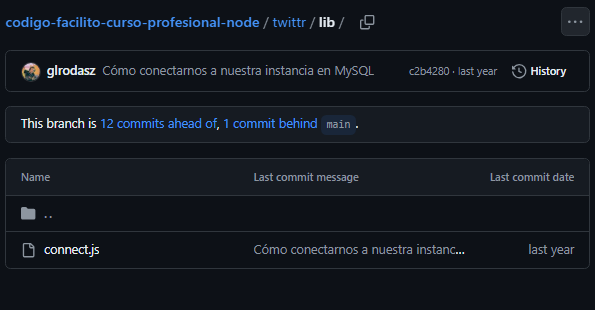 codigo-facilito-curso-profesional-node / twittr / lib /
glrodasz Cómo conectarnos a nuestra instancia en MySQL c2b4280 · last year History
This branch is 12 commits ahead of, 1 commit behind main .
Name Last commit message Last commit date
..
connect.js Cómo conectarnos a nuestra instanc... last year